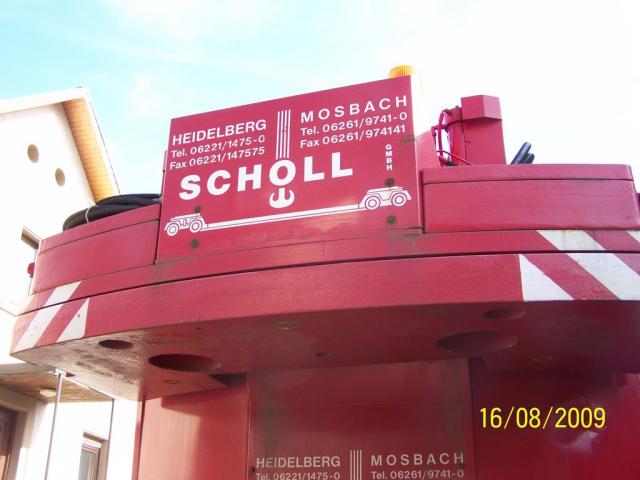 HEIDELBERG
Tel. 06221/1475-0
Fax 06221/147575
MOSBACH
Tel. 06261/9741-0
Fax 06261/974141
SCHOLL GMBH
16/08/2009
HEIDELBERG
Tel. 06221/1475-0
MOSBACH
Tel. 06261/9741-0